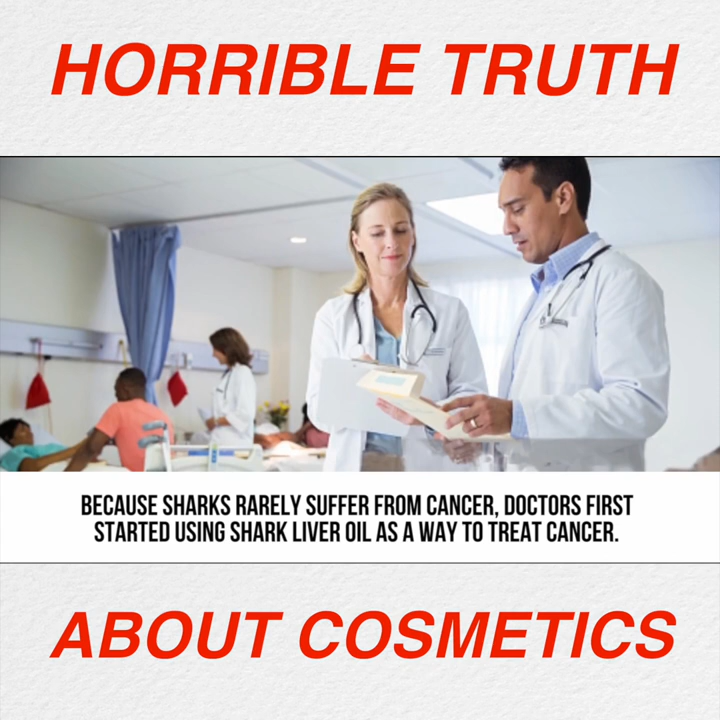 HORRIBLE TRUTH
BECAUSE SHARKS RARELY SUFFER FROM CANCER, DOCTORS FIRST
STARTED USING SHARK LIVER OIL AS A WAY TO TREAT CANCER.
ABOUT COSMETICS